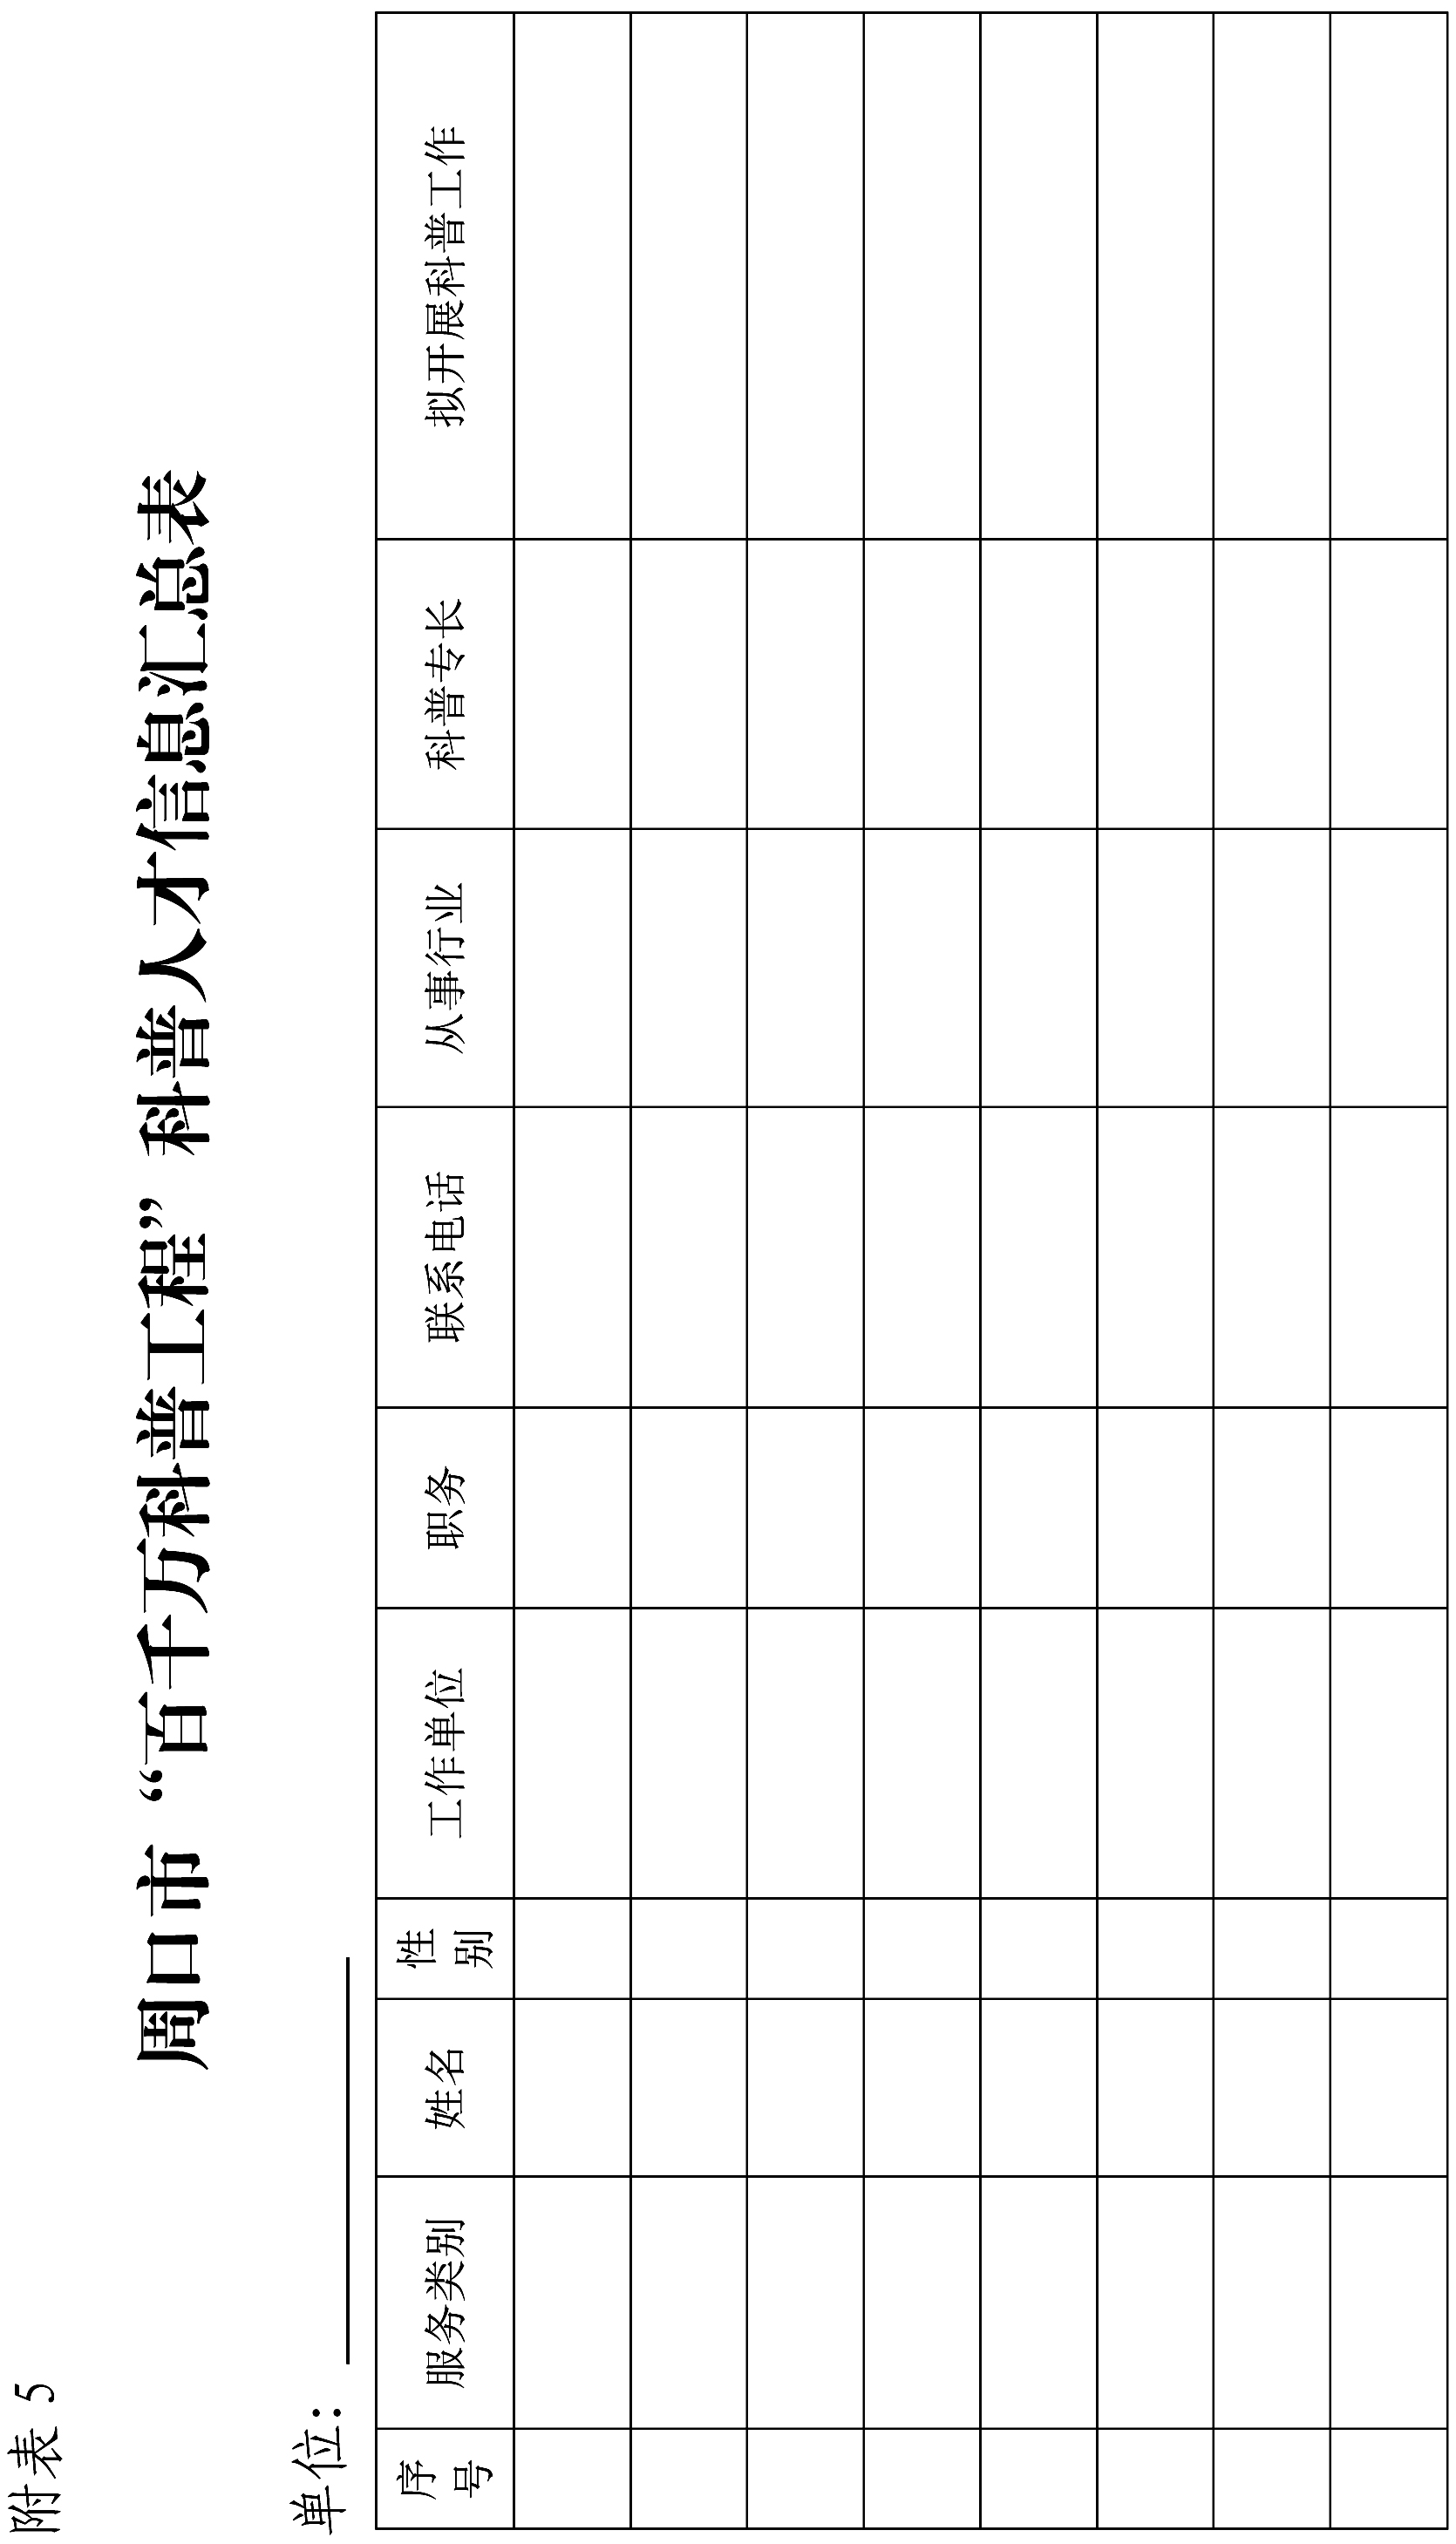 附表 5
周口市“百千万科普工程”科普人才信息汇总表
单位：
序号 服务类别 姓名 性别 工作单位 职务 联系电话 从事行业 科普专长 拟开展科普工作